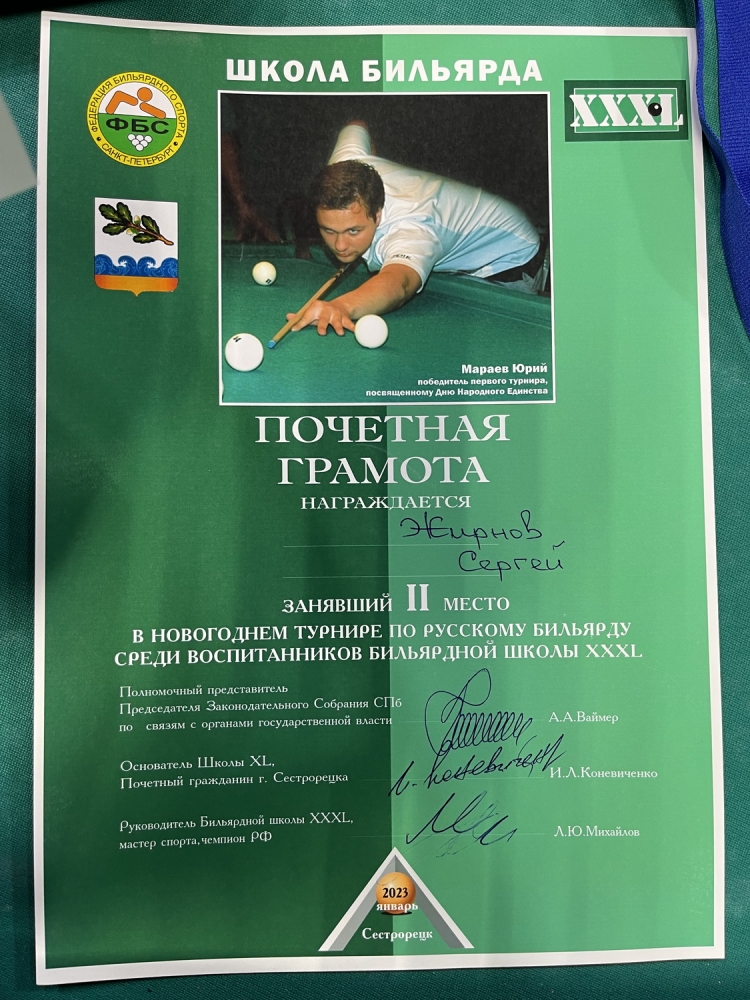 ШКОЛА БИЛЬЯРДА
ФЕДЕРАЦИЯ БИЛЬЯРДНОГО СПОРТА
ФБС
САНКТ-ПЕТЕРБУРГ
XXXL
Мараев Юрий
победитель первого турнира,
посвященному Дню Народного Единства
ПОЧЕТНАЯ
ГРАМОТА
НАГРАЖДАЕТСЯ
Жирнов
Сергей
ЗАНЯВШИЙ II МЕСТО
В НОВОГОДНЕМ ТУРНИРЕ ПО РУССКОМУ БИЛЬЯРДУ
СРЕДИ ВОСПИТАННИКОВ БИЛЬЯРДНОЙ ШКОЛЫ XXXL
Полномочный представитель
Председателя Законодательного Собрания СПб
по связям с органами государственной власти
А.А.Ваймер
Основатель Школы XL,
Почетный гражданин г. Сестрорецка
И.Л.Коневиченко
Руководитель Бильярдной школы XXXL,
мастер спорта,чемпион РФ
Л.Ю.Михайлов
2023
январь
Сестрорецк